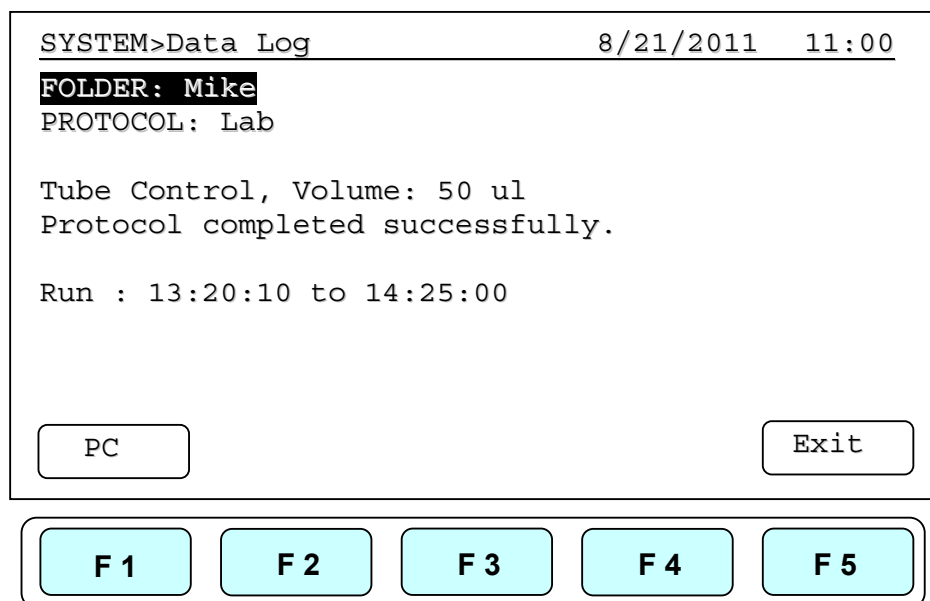 SYSTEM>Data Log 8/21/2011 11:00
FOLDER: Mike
PROTOCOL: Lab
Tube Control, Volume: 50 ul
Protocol completed successfully.
Run : 13:20:10 to 14:25:00
PC Exit
F 1 F 2 F 3 F 4 F 5